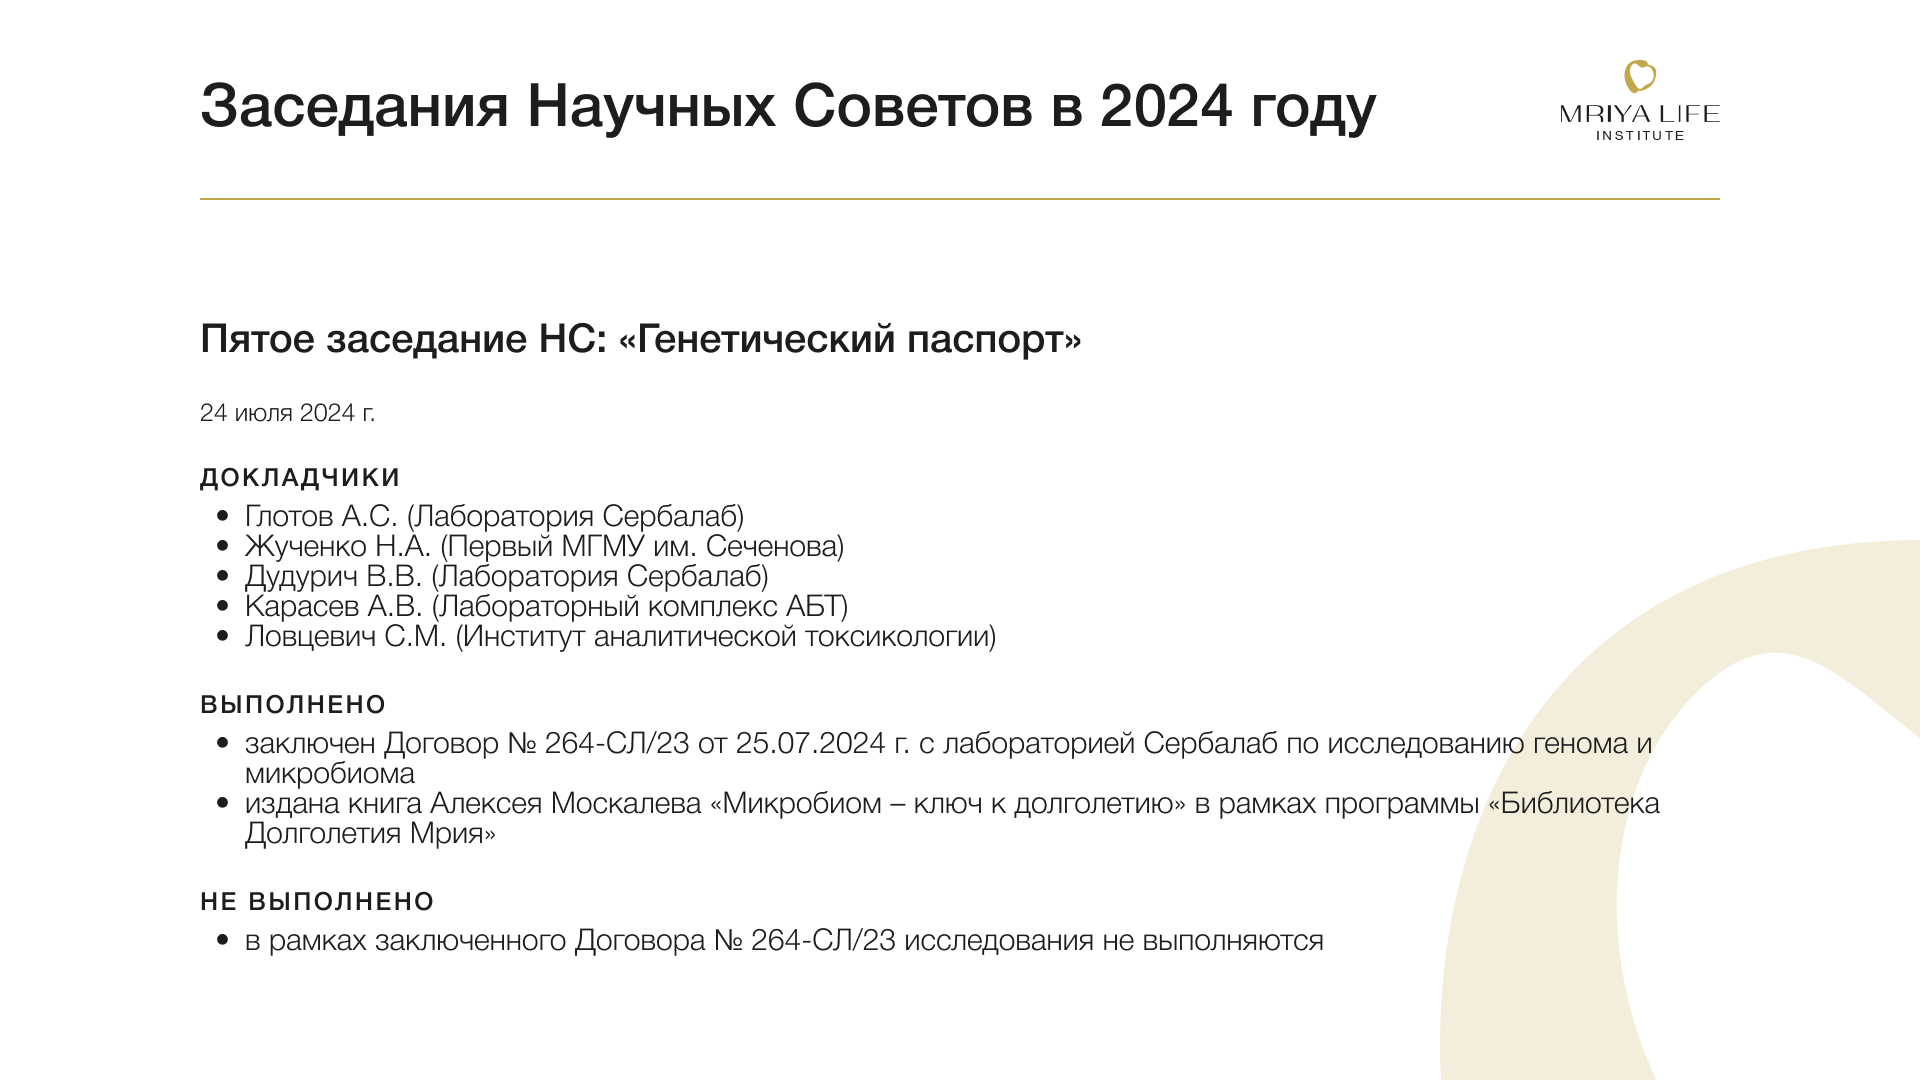 Заседания Научных Советов в 2024 году
MRIYA LIFE
INSTITUTE
Пятое заседание НС: «Генетический паспорт»
24 июля 2024 г.
ДОКЛАДЧИКИ
• Глотов А.С. (Лаборатория Сербалаб)
• Жученко Н.А. (Первый МГМУ им. Сеченова)
• Дудурич В.В. (Лаборатория Сербалаб)
• Карасев А.В. (Лабораторный комплекс АБТ)
• Ловцевич С.М. (Институт аналитической токсикологии)
ВЫПОЛНЕНО
• заключен Договор № 264-СЛ/23 от 25.07.2024 г. с лабораторией Сербалаб по исследованию генома и
микробиома
• издана книга Алексея Москалева «Микробиом – ключ к долголетию» в рамках программы «Библиотека
Долголетия Мрия»
НЕ ВЫПОЛНЕНО
• в рамках заключенного Договора № 264-СЛ/23 исследования не выполняются